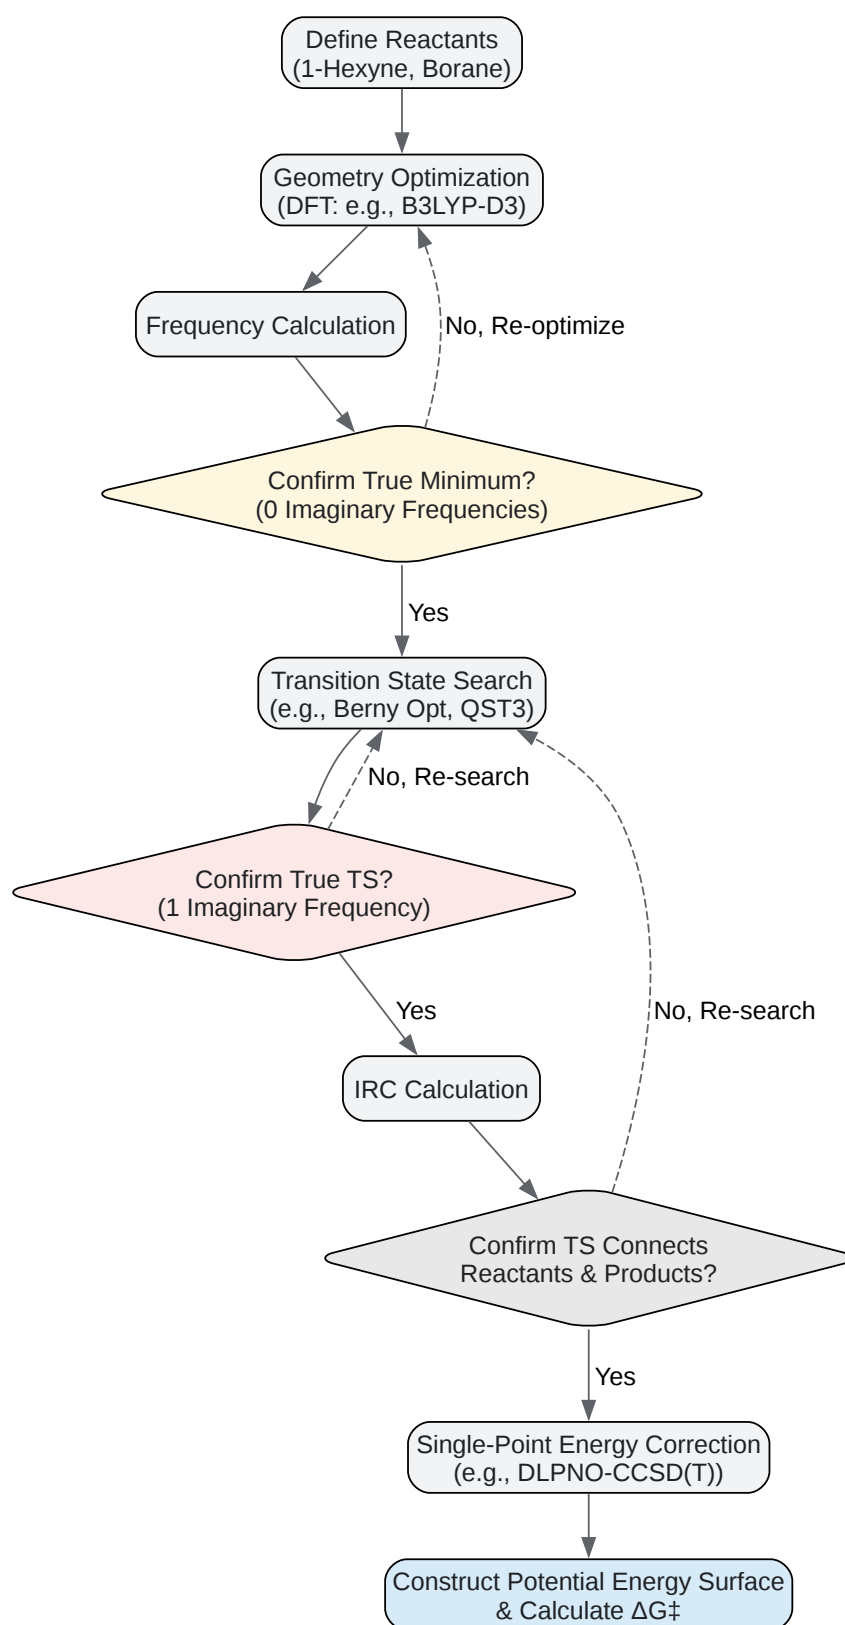 Define Reactants
(1-Hexyne, Borane)
Geometry Optimization
(DFT: e.g., B3LYP-D3)
Frequency Calculation
No, Re-optimize
Confirm True Minimum?
(0 Imaginary Frequencies)
Yes
Transition State Search
(e.g., Berny Opt, QST3)
No, Re-search
Confirm True TS?
(1 Imaginary Frequency)
Yes
No, Re-search
IRC Calculation
Confirm TS Connects
Reactants & Products?
Yes
Single-Point Energy Correction
(e.g., DLPNO-CCSD(T))
Construct Potential Energy Surface
& Calculate ΔG‡